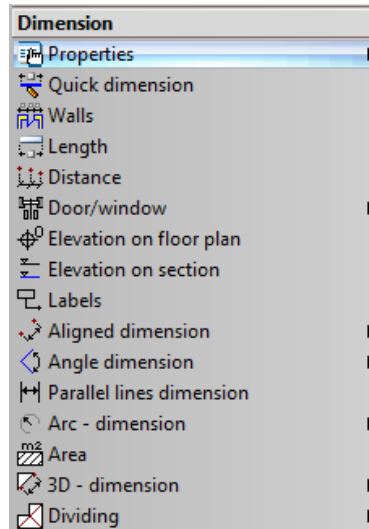 Dimension
Properties
Quick dimension
Walls
Length
Distance
Door/window
Elevation on floor plan
Elevation on section
Labels
Aligned dimension
Angle dimension
Parallel lines dimension
Arc - dimension
m2
Area
3D - dimension
Dividing